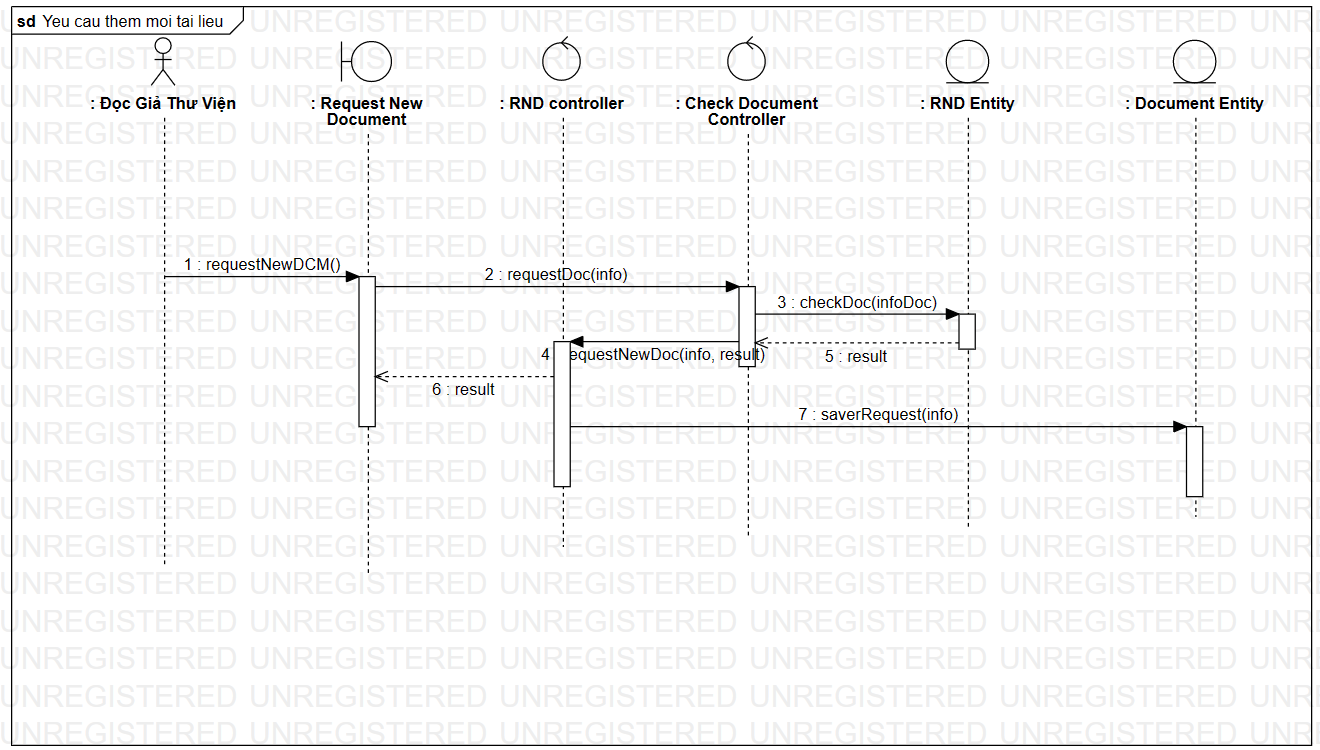 sd Yeu cau them moi tai lieu
: Đọc Giả Thư Viện
: Request New
Document
: RND controller
: Check Document
Controller
: RND Entity
: Document Entity
1 : requestNewDCM()
2 : requestDoc(info)
3 : checkDoc(infoDoc)
4 equestNewDoc(info, result)
5 : result
6 : result
7 : saverRequest(info)
UNREGISTERED